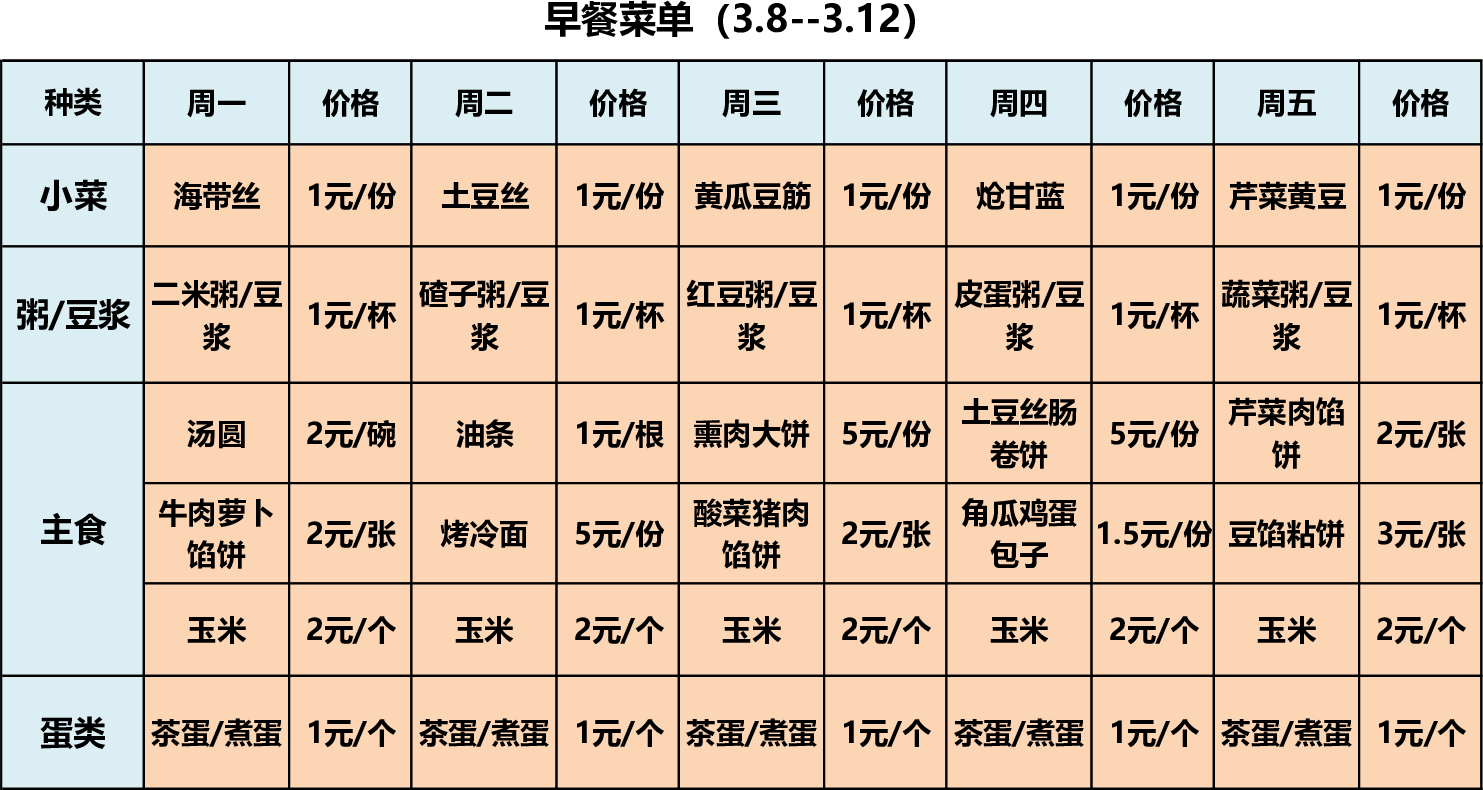 早餐菜单（3.8--3.12）
种类 周一 价格 周二 价格 周三 价格 周四 价格 周五 价格
小菜 海带丝 1元/份 土豆丝 1元/份 黄瓜豆筋 1元/份 炝甘蓝 1元/份 芹菜黄豆 1元/份
粥/豆浆 二米粥/豆浆 1元/杯 碴子粥/豆浆 1元/杯 红豆粥/豆浆 1元/杯 皮蛋粥/豆浆 1元/杯 蔬菜粥/豆浆 1元/杯
主食 汤圆 2元/碗 油条 1元/根 熏肉大饼 5元/份 土豆丝肠卷饼 5元/份 芹菜肉馅饼 2元/张
牛肉萝卜馅饼 2元/张 烤冷面 5元/份 酸菜猪肉馅饼 2元/张 角瓜鸡蛋包子 1.5元/份 豆馅粘饼 3元/张
玉米 2元/个 玉米 2元/个 玉米 2元/个 玉米 2元/个 玉米 2元/个
蛋类 茶蛋/煮蛋 1元/个 茶蛋/煮蛋 1元/个 茶蛋/煮蛋 1元/个 茶蛋/煮蛋 1元/个 茶蛋/煮蛋 1元/个